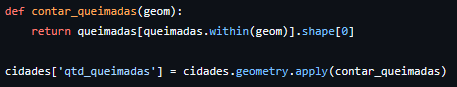 def contar_queimadas(geom):
    return queimadas[queimadas.within(geom)].shape[0]
cidades['qtd_queimadas'] = cidades.geometry.apply(contar_queimadas)